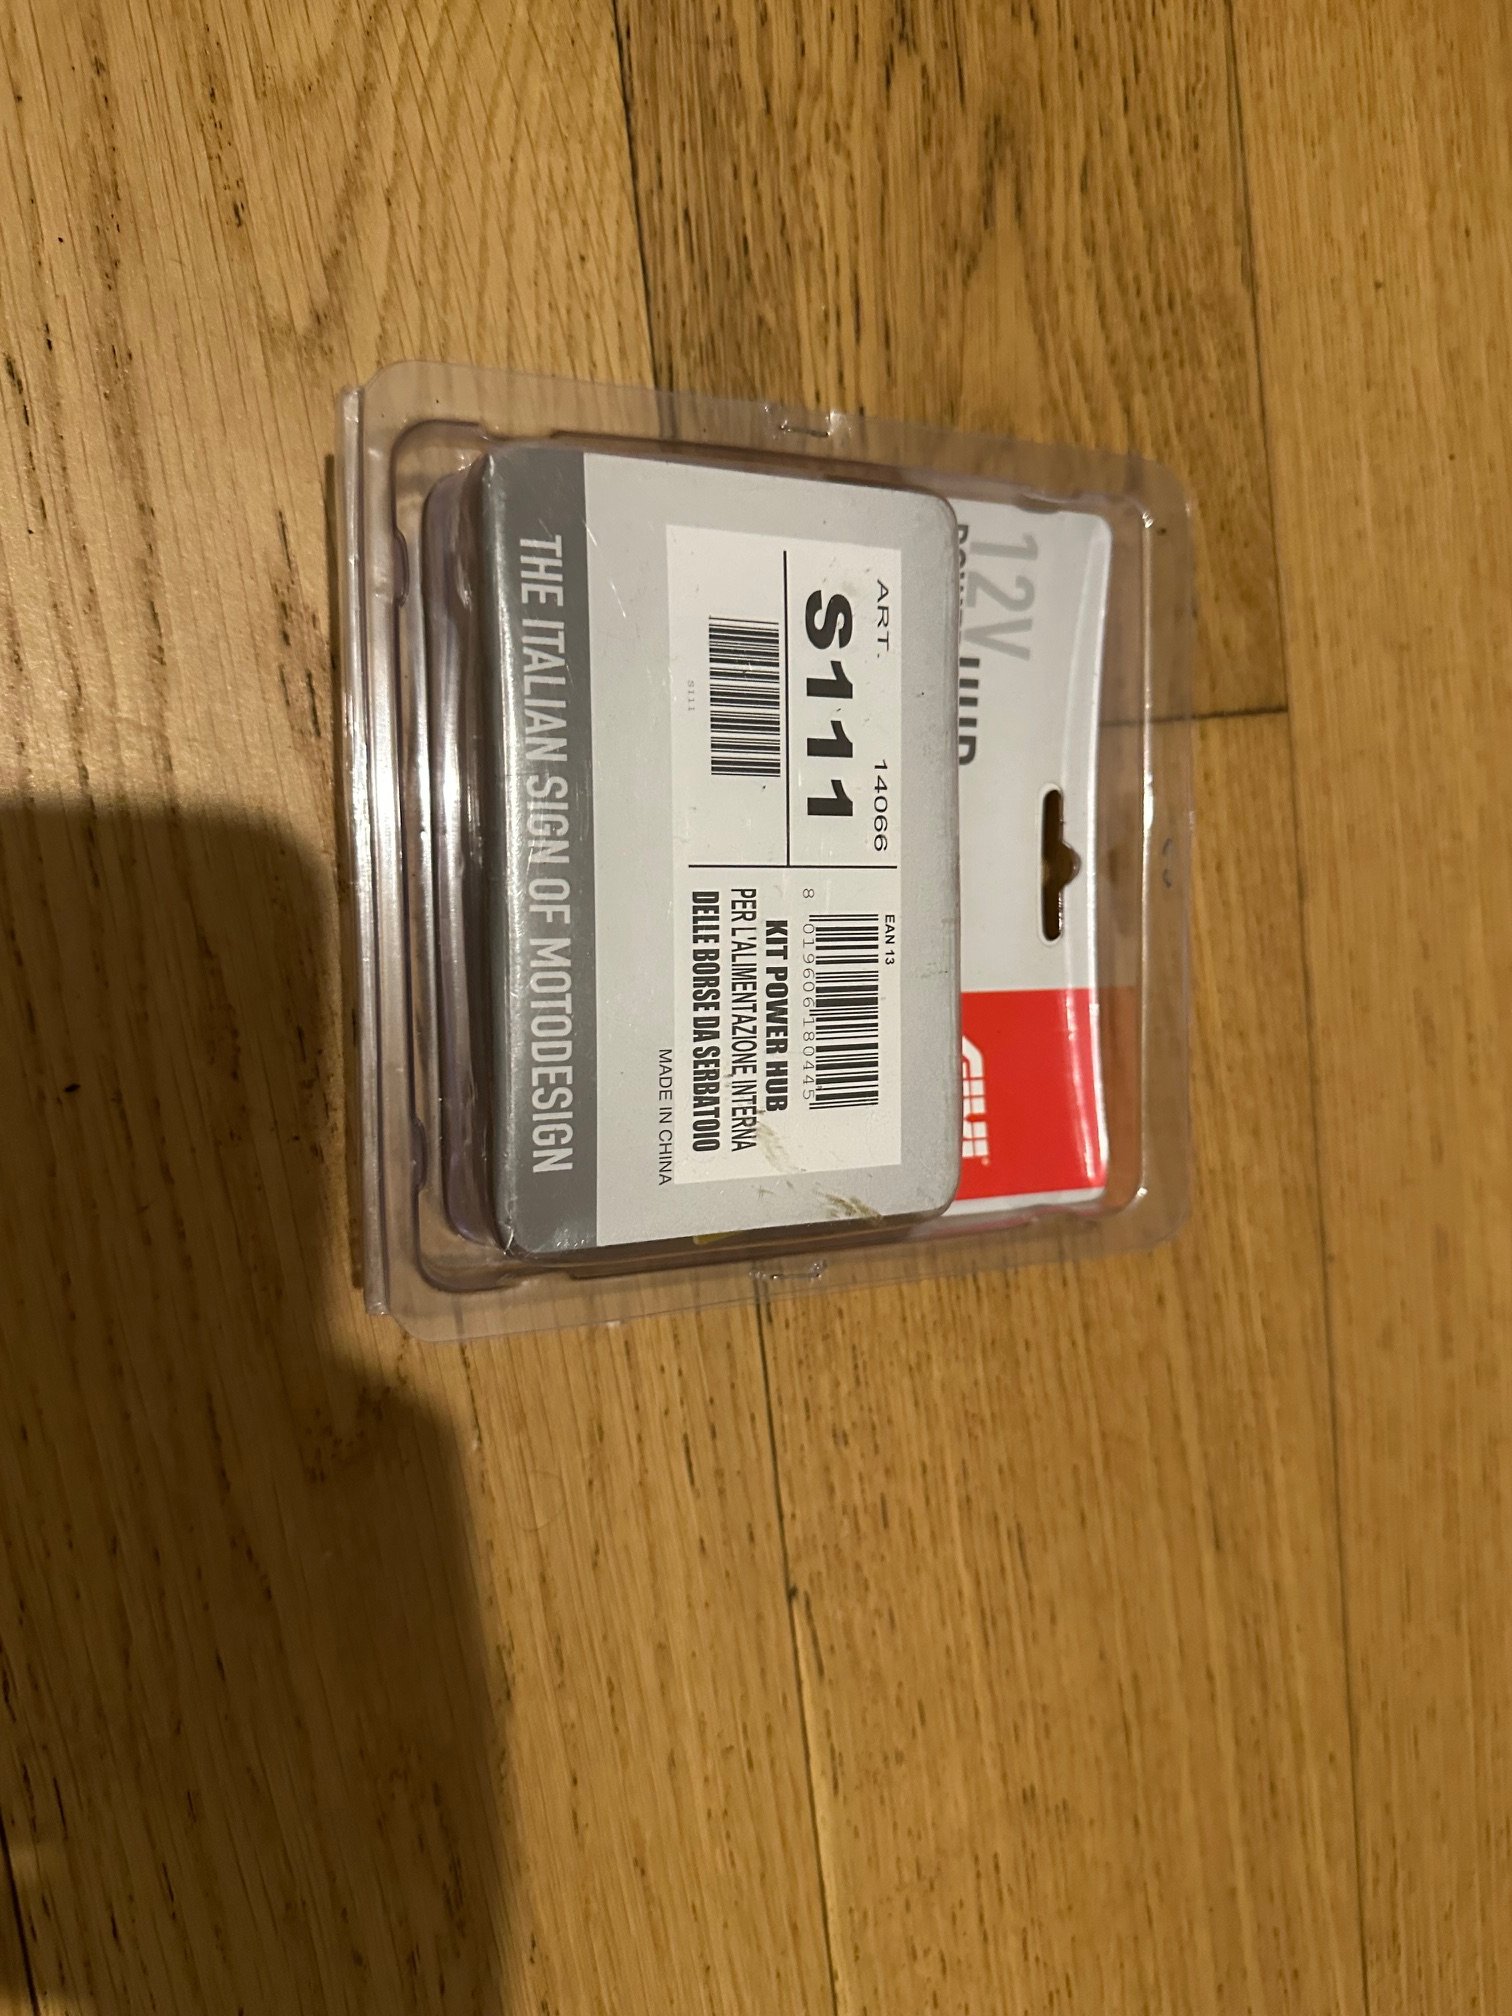 12V
GIVI®
ART. 14066
S111
S111
EAN 13
8 019606 180445
KIT POWER HUB
PER L'ALIMENTAZIONE INTERNA
DELLE BORSE DA SERBATOIO
MADE IN CHINA
THE ITALIAN SIGN OF MOTODESIGN